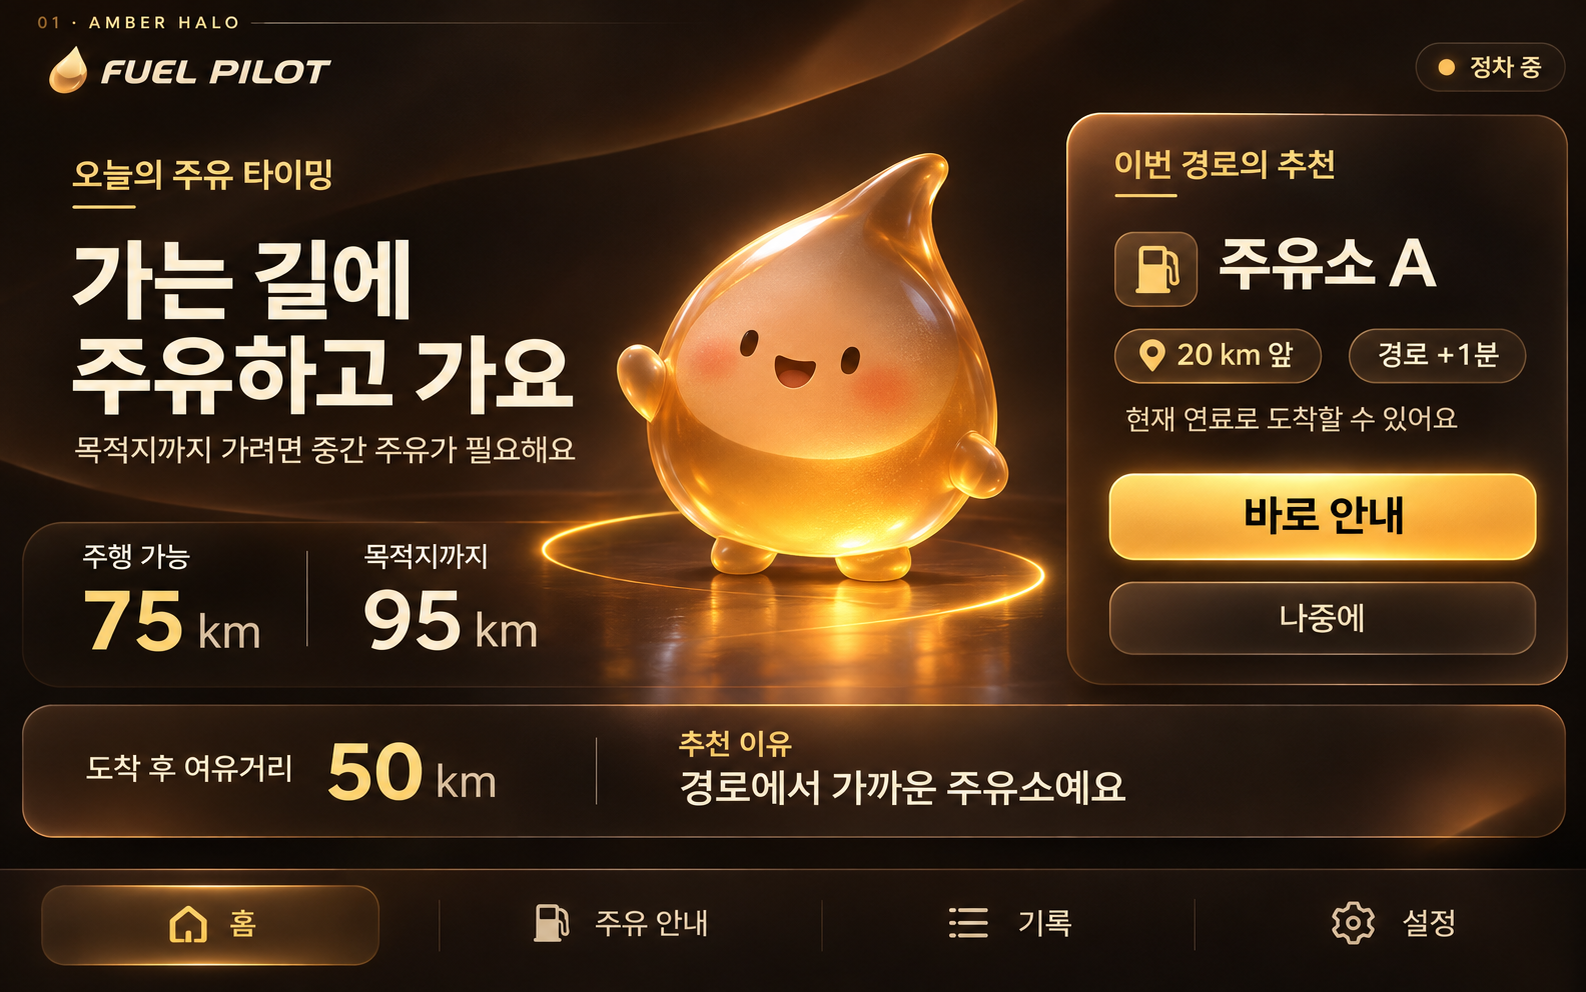 01 · AMBER HALO
FUEL PILOT
정차 중
오늘의 주유 타이밍
가는 길에
주유하고 가요
목적지까지 가려면 중간 주유가 필요해요
주행 가능
75 km
목적지까지
95 km
이번 경로의 추천
주유소 A
20 km 앞
경로 +1분
현재 연료로 도착할 수 있어요
바로 안내
나중에
도착 후 여유거리
50 km
추천 이유
경로에서 가까운 주유소예요
홈
주유 안내
기록
설정